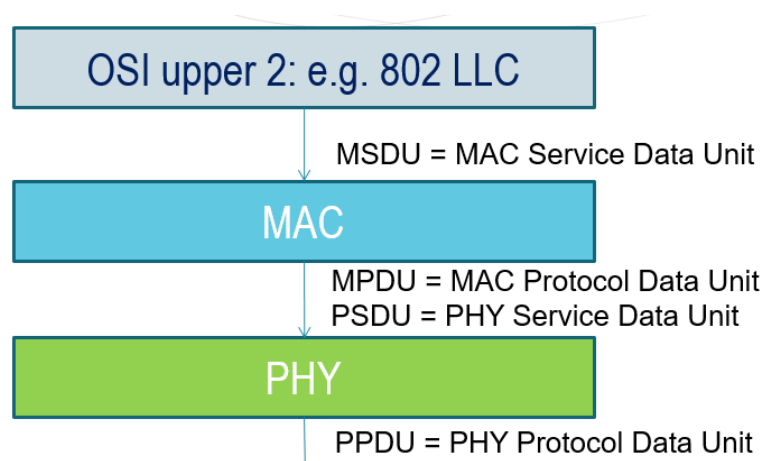 OSI upper 2: e.g. 802 LLC
MSDU = MAC Service Data Unit
MAC
MPDU = MAC Protocol Data Unit
PSDU = PHY Service Data Unit
PHY
PPDU = PHY Protocol Data Unit